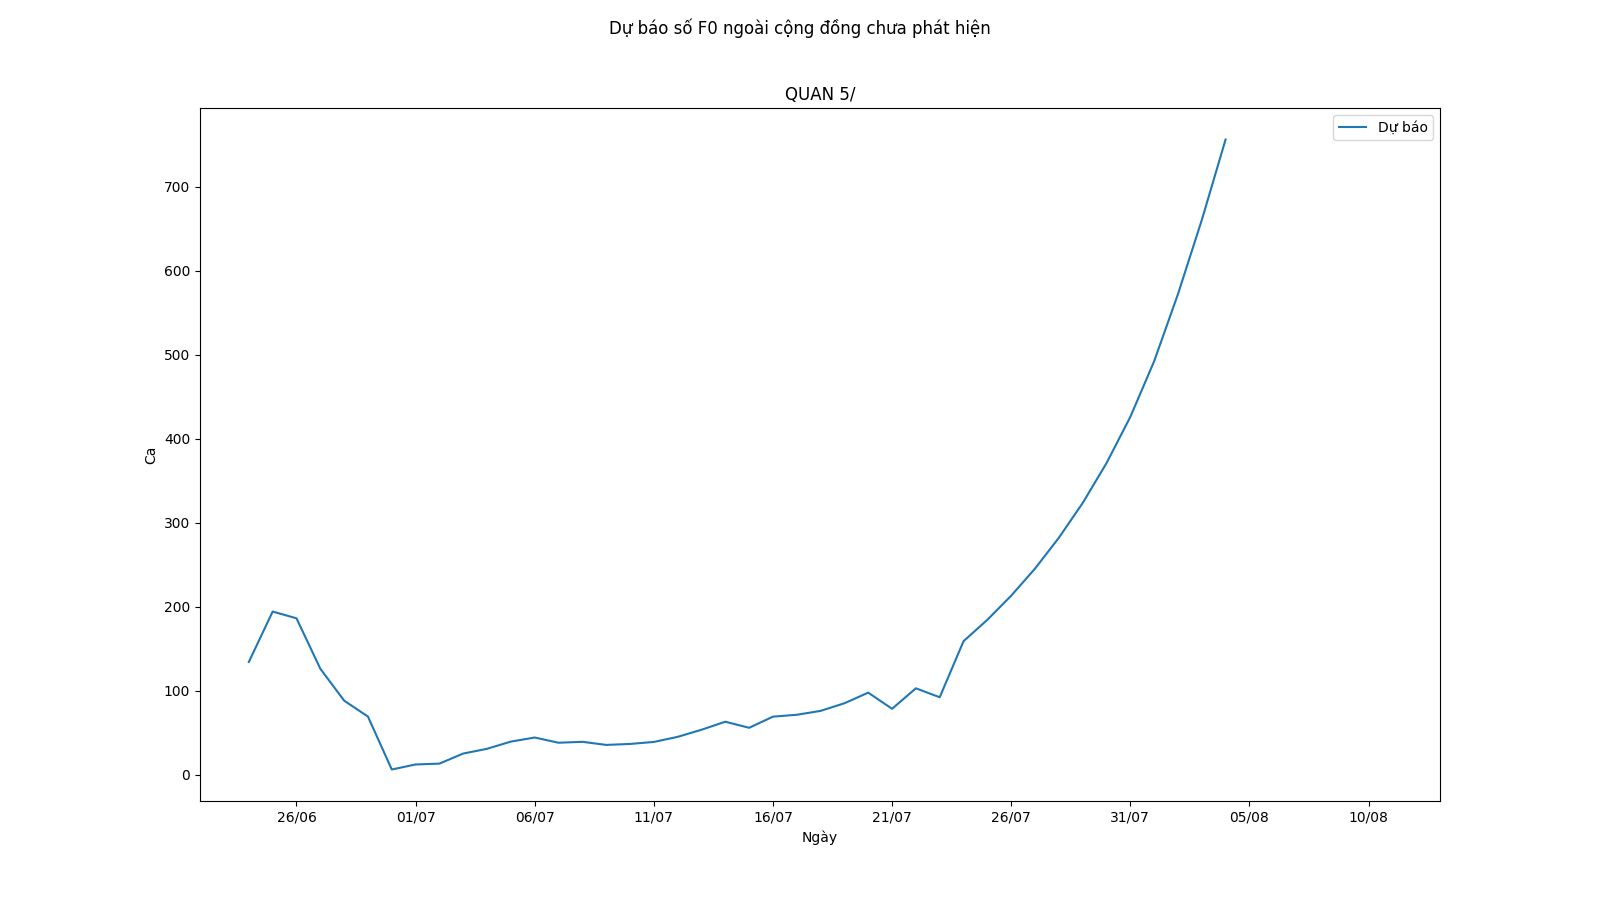 Dự báo số F0 ngoài cộng đồng chưa phát hiện
QUAN 5/
Dự báo
700
600
500
400
300
200
100
0
Ca
26/06 01/07 06/07 11/07 16/07 21/07 26/07 31/07 05/08 10/08
Ngày